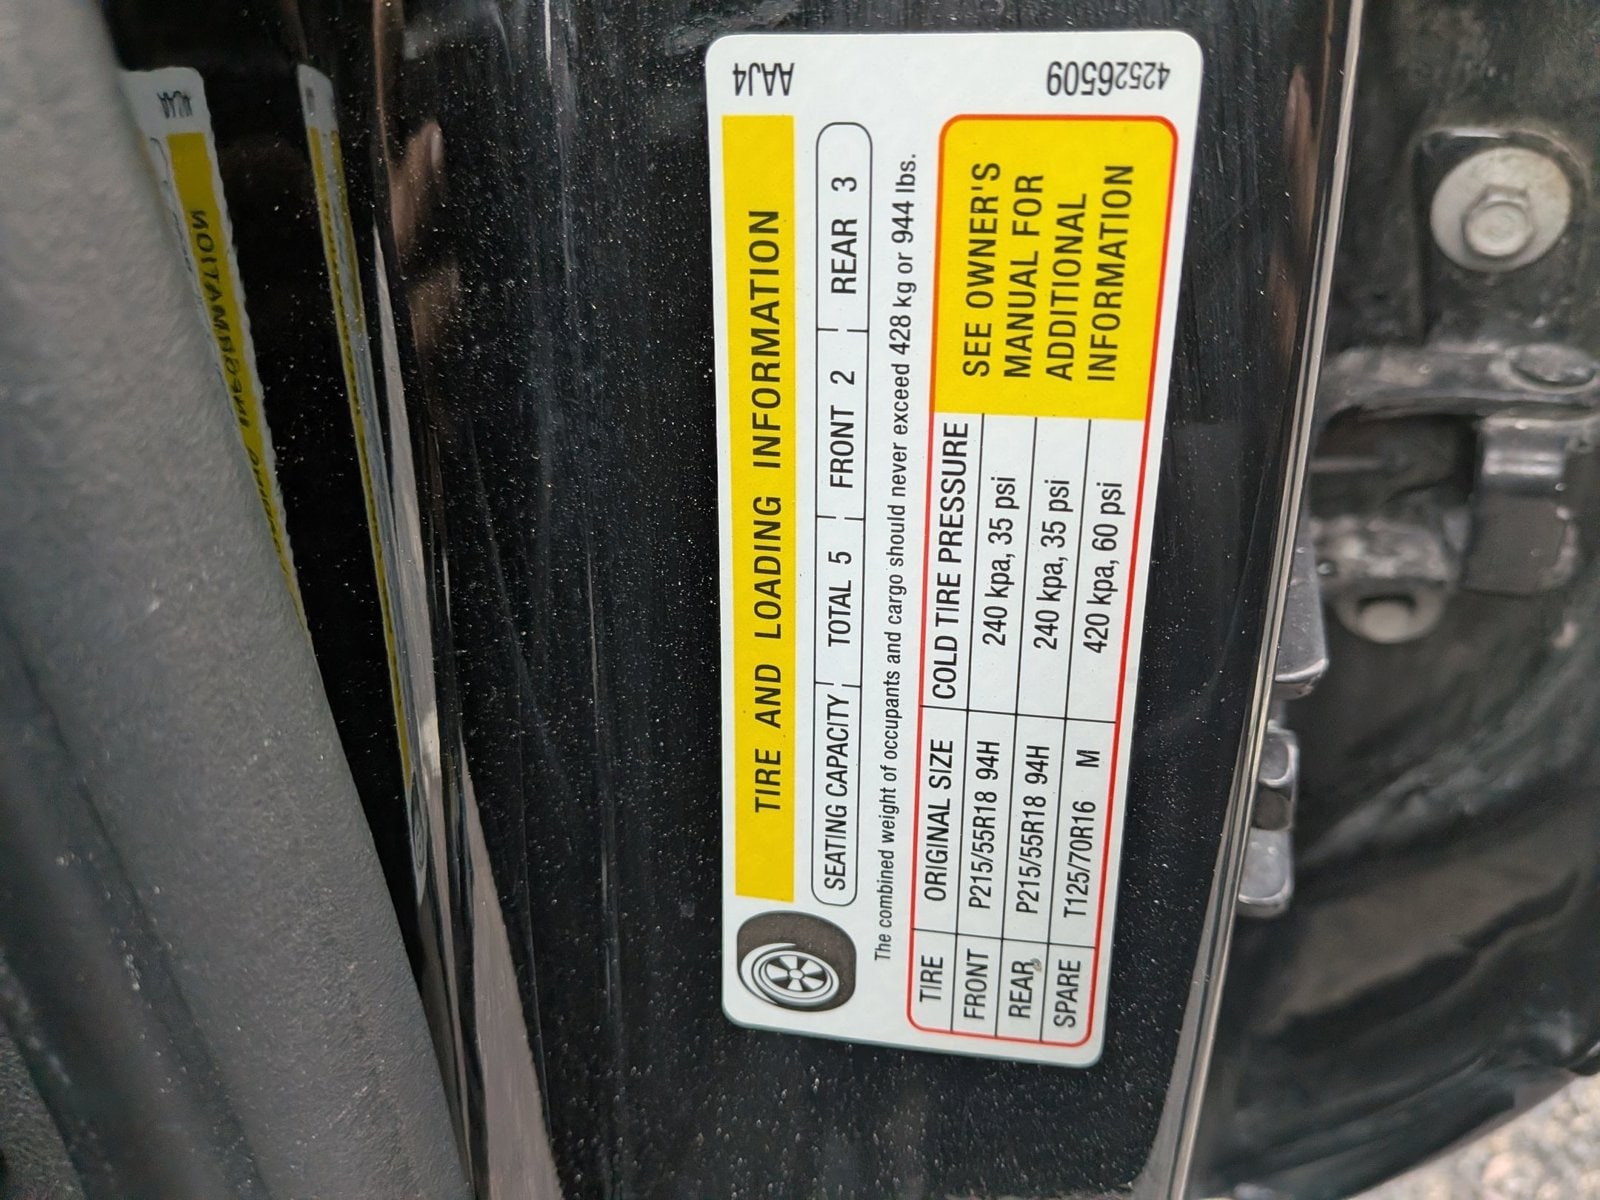 TIRE AND LOADING INFORMATION
SEATING CAPACITY TOTAL 5 FRONT 2 REAR 3
The combined weight of occupants and cargo should never exceed 428 kg or 944 lbs.
TIRE ORIGINAL SIZE COLD TIRE PRESSURE
FRONT P215/55R18 94H 240 kpa, 35 psi
REAR P215/55R18 94H 240 kpa, 35 psi
SPARE T125/70R16 M 420 kpa, 60 psi
SEE OWNER'S
MANUAL FOR
ADDITIONAL
INFORMATION
AAJ4
42526509